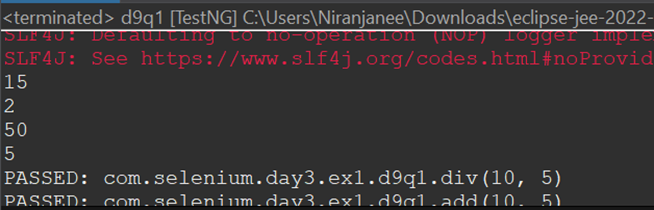 <terminated> d9q1 [TestNG] C:\Users\Niranjanee\Downloads\eclipse-jee-2022-
SLF4J: Defaulting to no-operation (NOP) logger imple
SLF4J: See https://www.slf4j.org/codes.html#noProvid
15
2
50
5
PASSED: com.selenium.day3.ex1.d9q1.div(10, 5)
PASSED: com.selenium.day3.ex1.d9q1.add(10, 5)